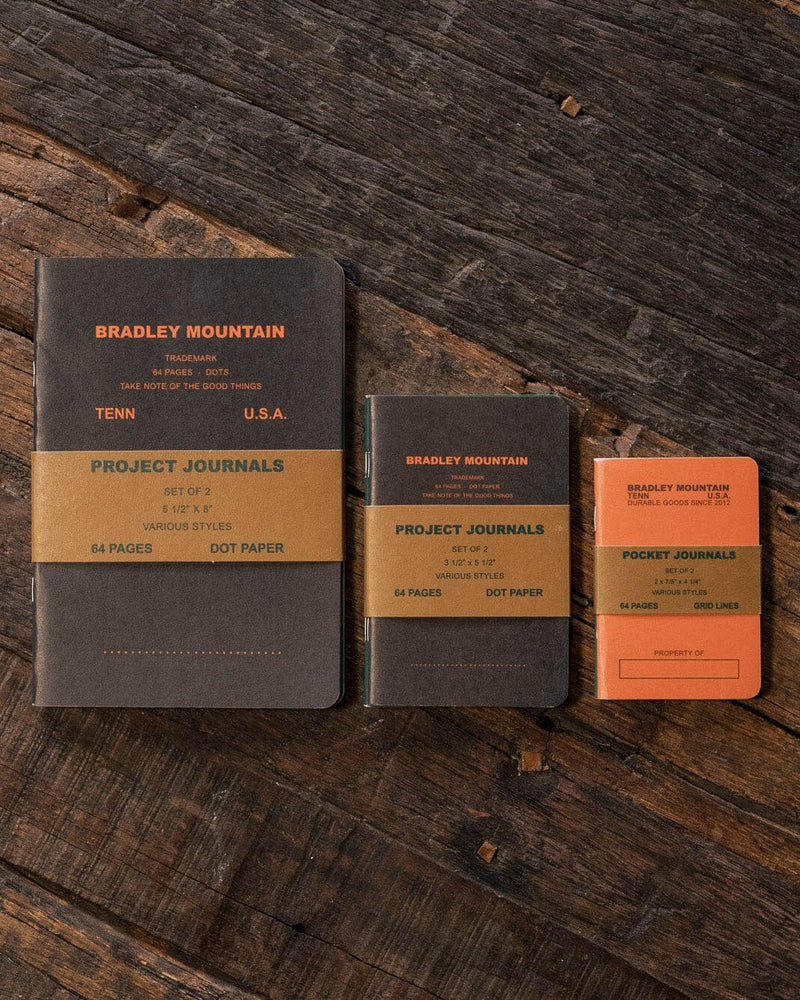 BRADLEY MOUNTAIN
TRADEMARK
64 PAGES · DOTS
TAKE NOTE OF THE GOOD THINGS
TENN U.S.A.
PROJECT JOURNALS
SET OF 2
5 1/2" X 8"
VARIOUS STYLES
64 PAGES DOT PAPER
BRADLEY MOUNTAIN
TRADEMARK
64 PAGES · DOT PAPER
TAKE NOTE OF THE GOOD THINGS
PROJECT JOURNALS
SET OF 2
3 1/2" x 5 1/2"
VARIOUS STYLES
64 PAGES DOT PAPER
BRADLEY MOUNTAIN
TENN U.S.A.
DURABLE GOODS SINCE 2012
POCKET JOURNALS
SET OF 2
2 x 7/8" x 4 1/4"
VARIOUS STYLES
64 PAGES GRID LINES
PROPERTY OF